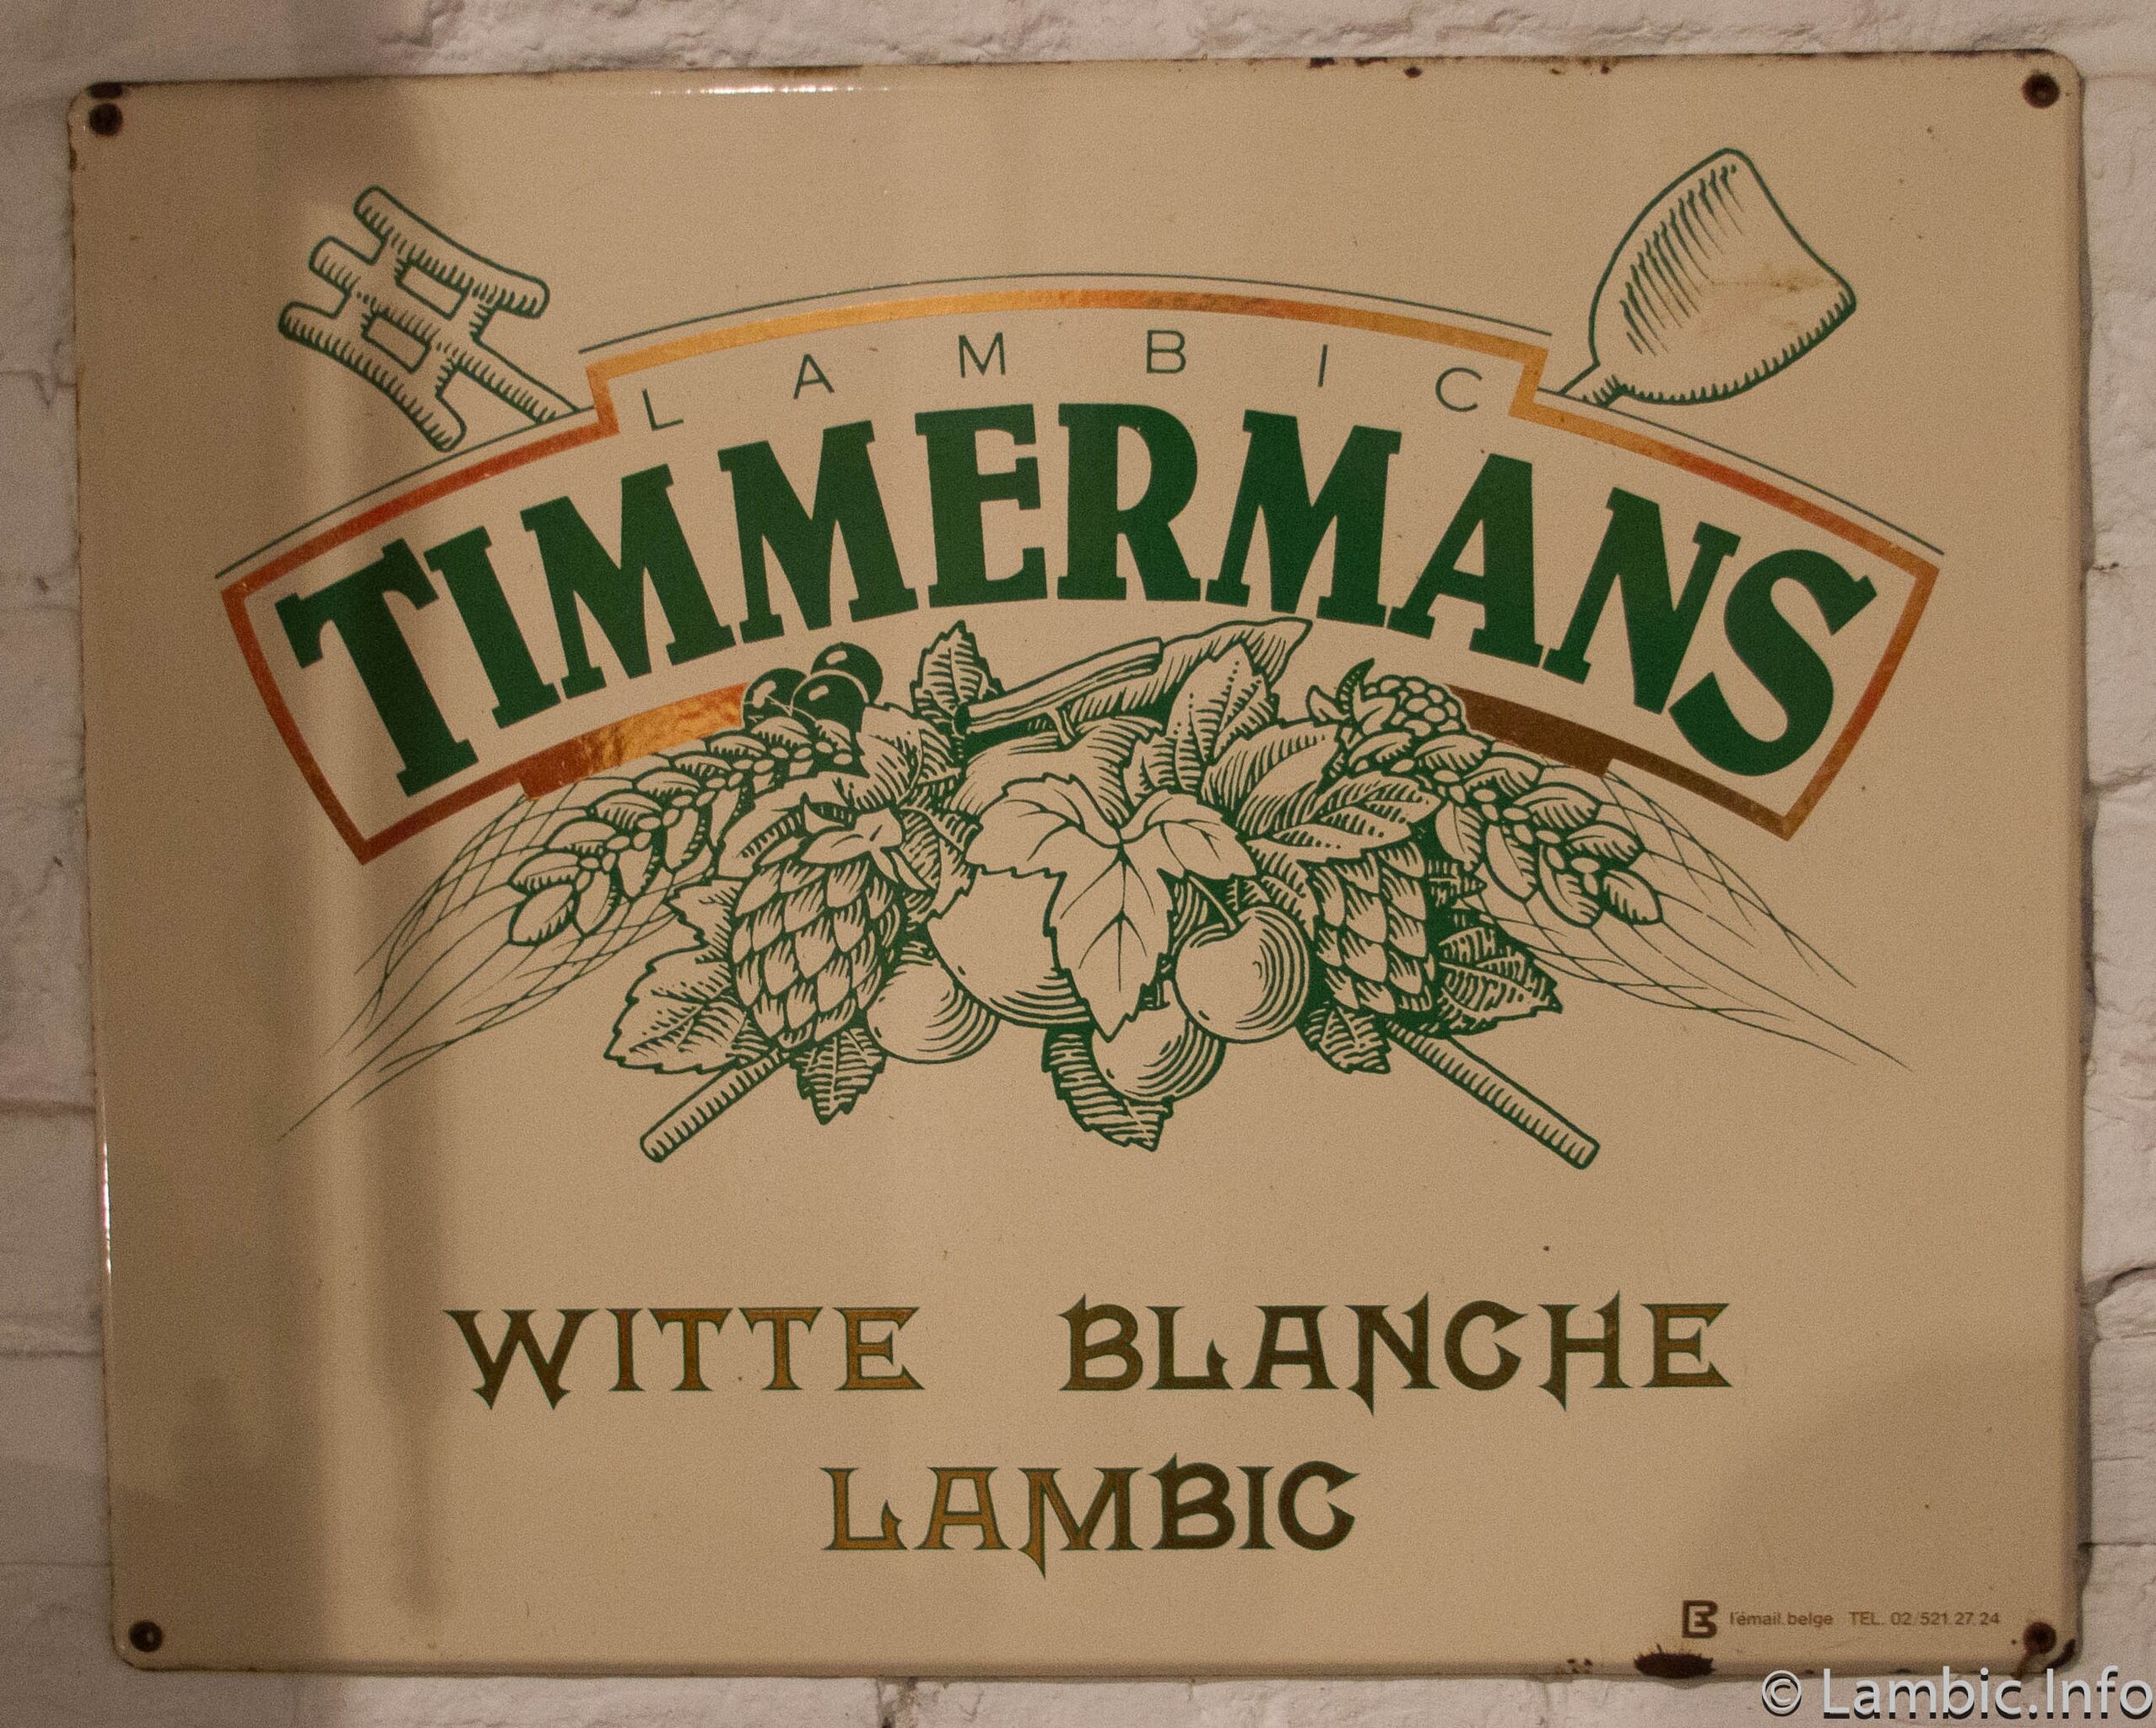 LAMBIC
TIMMERMANS
WITTE BLANCHE
LAMBIC
l'émail belge TEL. 02/521.27.24
© Lambic.Info